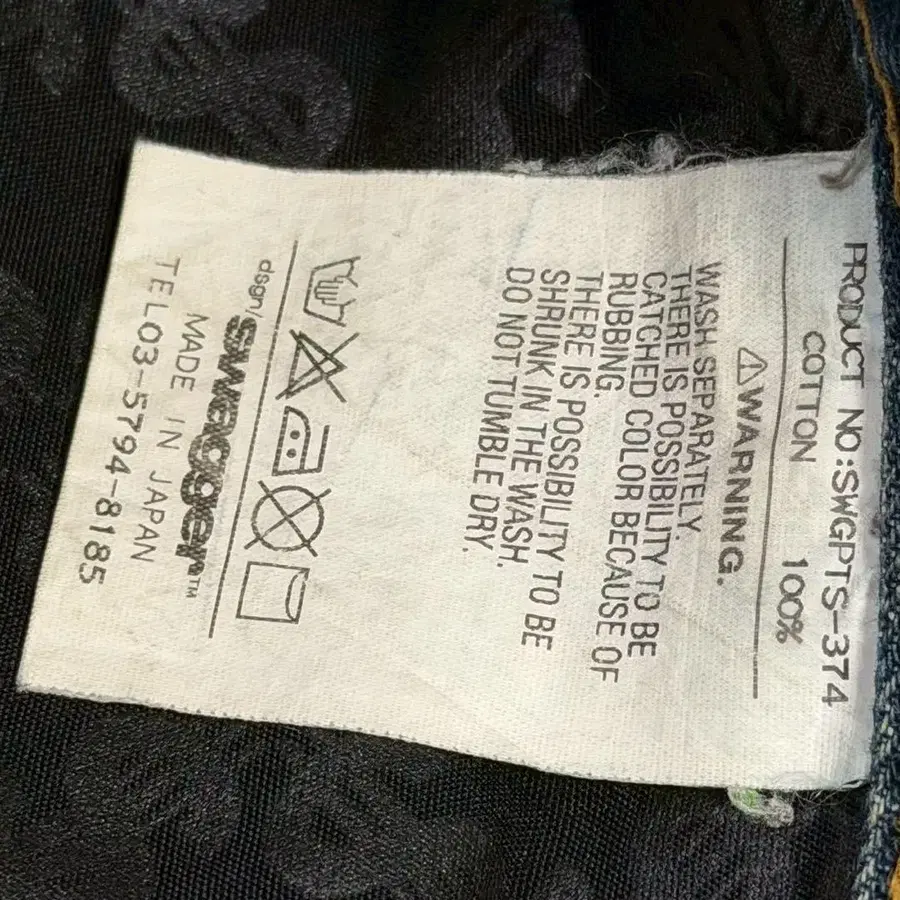 PRODUCT NO:SWGPTS-374
COTTON 100%
⚠WARNING.
WASH SEPARATELY.
THERE IS POSSIBILITY TO BE
CATCHED COLOR BECAUSE OF
RUBBING.
THERE IS POSSIBILITY TO BE
SHRUNK IN THE WASH.
DO NOT TUMBLE DRY.
dsgn/swagger™
MADE IN JAPAN
TEL03-5794-8185